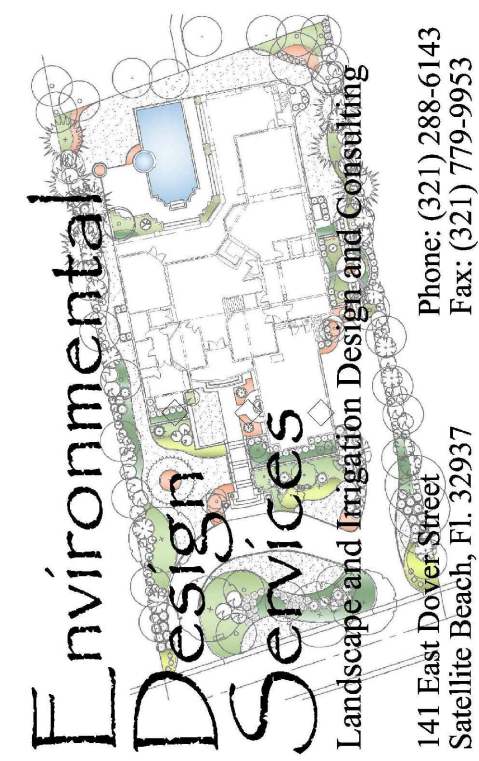 Environmental
Design
Services
Landscape and Irrigation Design and Consulting
141 East Dover Street
Satellite Beach, Fl. 32937
Phone: (321) 288-6143
Fax: (321) 779-9953